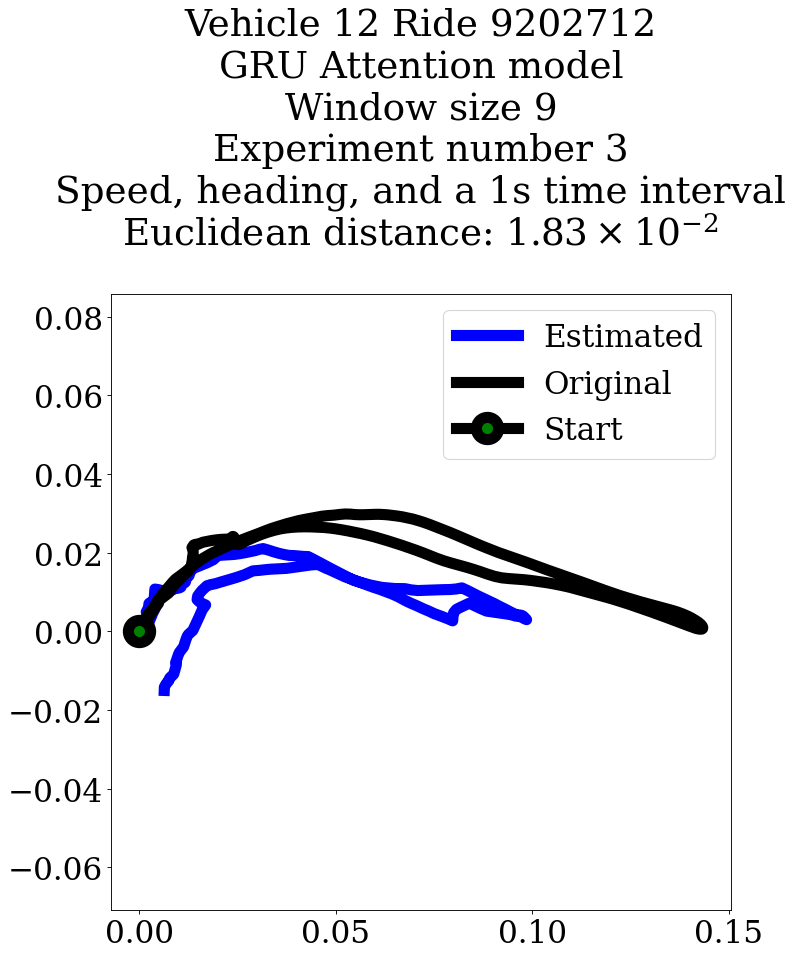 Vehicle 12 Ride 9202712
GRU Attention model
Window size 9
Experiment number 3
Speed, heading, and a 1s time interval
Euclidean distance: 1.83 × 10⁻²
Estimated
Original
Start
0.08
0.06
0.04
0.02
0.00
−0.02
−0.04
−0.06
0.00 0.05 0.10 0.15